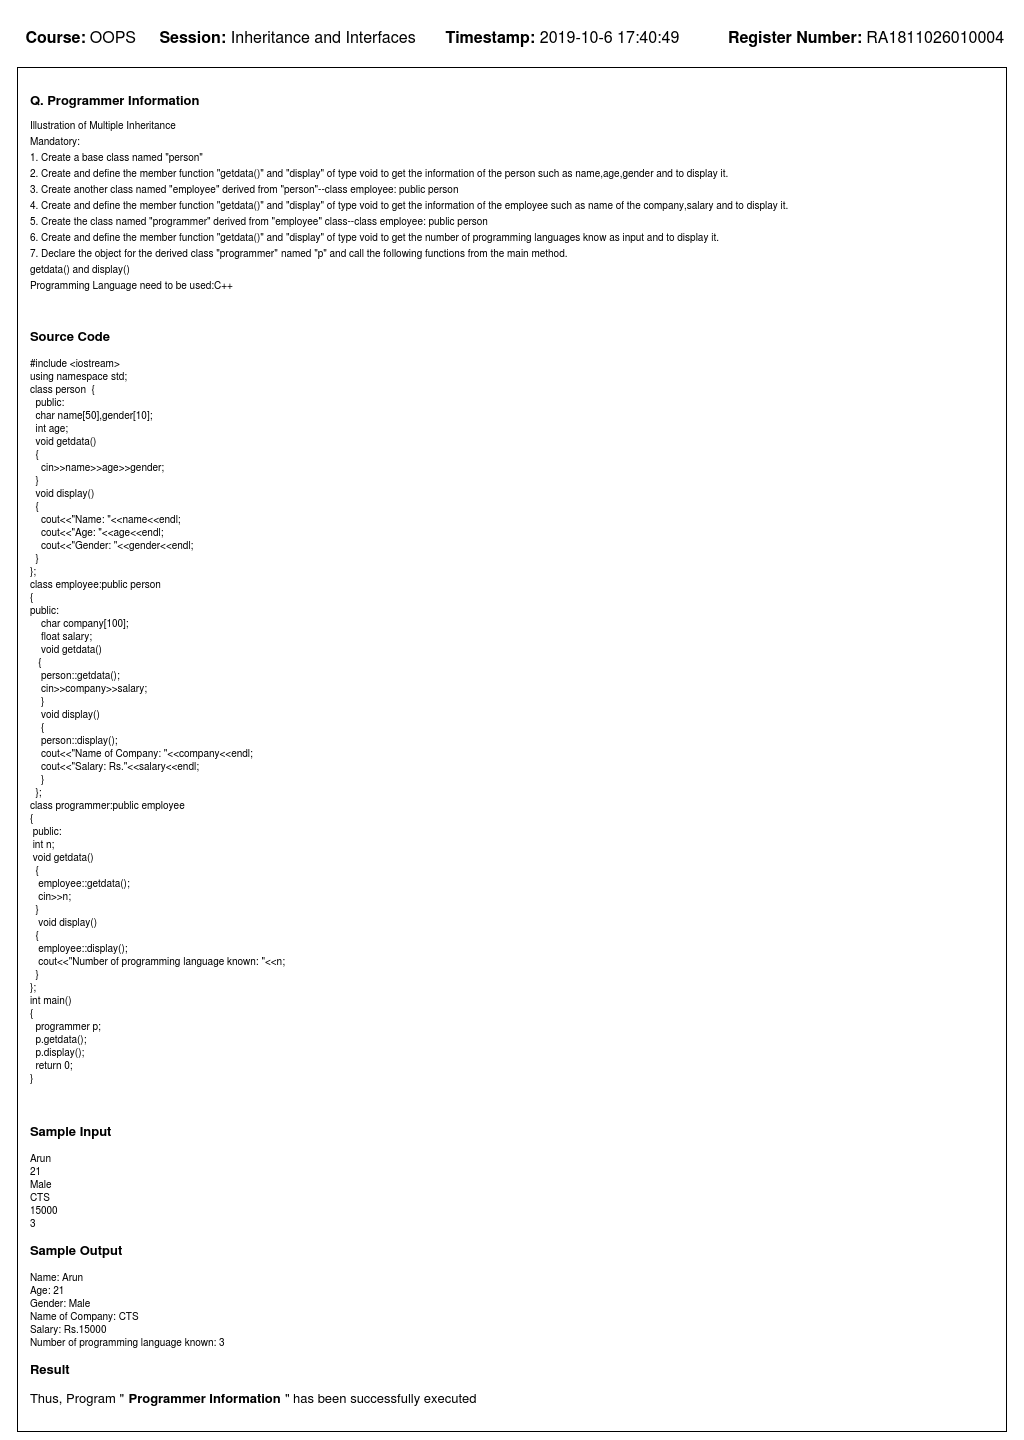 Course: OOPS Session: Inheritance and Interfaces Timestamp: 2019-10-6 17:40:49 Register Number: RA1811026010004
Q. Programmer Information
Illustration of Multiple Inheritance
Mandatory:
1. Create a base class named "person"
2. Create and define the member function "getdata()" and "display" of type void to get the information of the person such as name,age,gender and to display it.
3. Create another class named "employee" derived from "person"--class employee: public person
4. Create and define the member function "getdata()" and "display" of type void to get the information of the employee such as name of the company,salary and to display it.
5. Create the class named "programmer" derived from "employee" class--class employee: public person
6. Create and define the member function "getdata()" and "display" of type void to get the number of programming languages know as input and to display it.
7. Declare the object for the derived class "programmer" named "p" and call the following functions from the main method.
getdata() and display()
Programming Language need to be used:C++
Source Code
#include <iostream>
using namespace std;
class person  {
  public:
  char name[50],gender[10];
  int age;
  void getdata()
  {
    cin>>name>>age>>gender;
  }
  void display()
  {
    cout<<"Name: "<<name<<endl;
    cout<<"Age: "<<age<<endl;
    cout<<"Gender: "<<gender<<endl;
  }
};
class employee:public person
{
public:
    char company[100];
    float salary;
    void getdata()
   {
    person::getdata();
    cin>>company>>salary;
    }
    void display()
    {
    person::display();
    cout<<"Name of Company: "<<company<<endl;
    cout<<"Salary: Rs."<<salary<<endl;
    }
  };
class programmer:public employee
{
 public:
 int n;
 void getdata()
  {
   employee::getdata();
   cin>>n;
  }
   void display()
  {
   employee::display();
   cout<<"Number of programming language known: "<<n;
  }
};
int main()
{
  programmer p;
  p.getdata();
  p.display();
  return 0;
}
Sample Input
Arun
21
Male
CTS
15000
3
Sample Output
Name: Arun
Age: 21
Gender: Male
Name of Company: CTS
Salary: Rs.15000
Number of programming language known: 3
Result
Thus, Program " Programmer Information " has been successfully executed